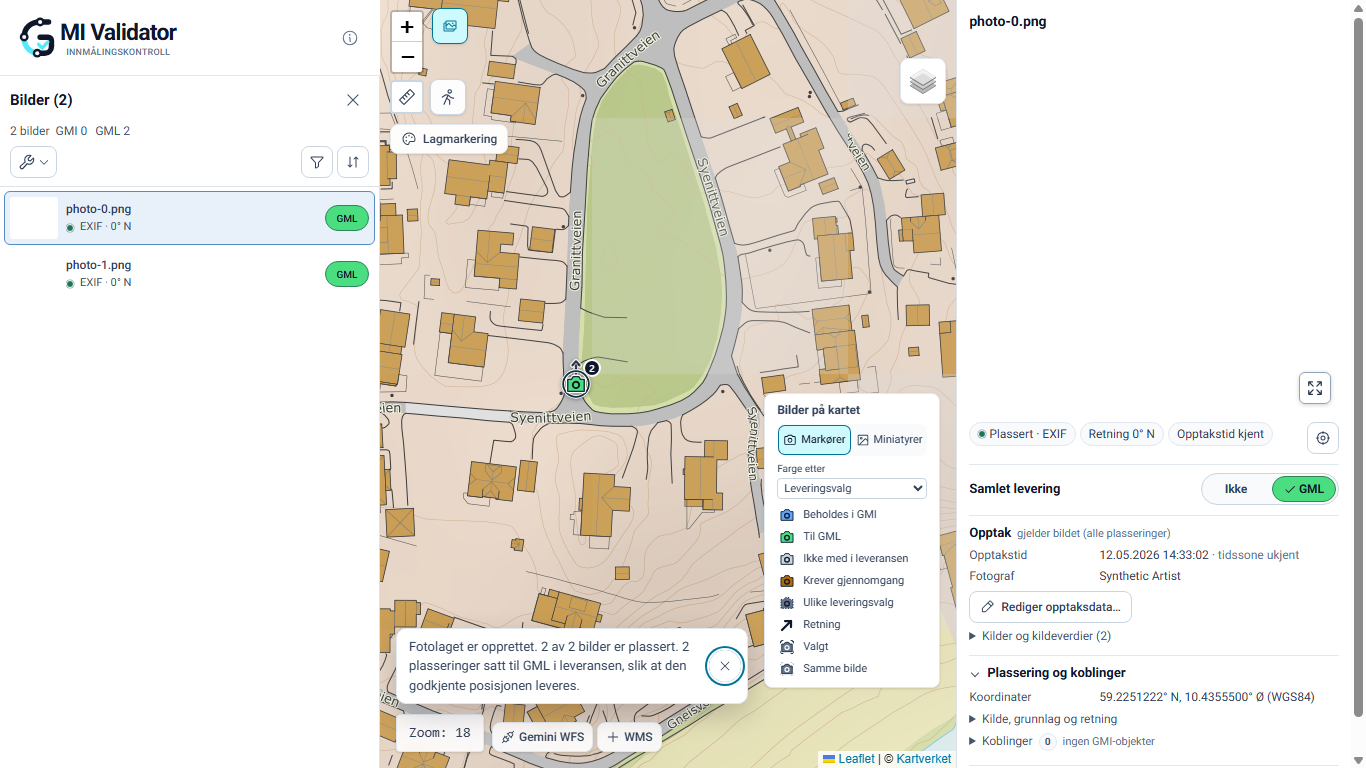 MI Validator
INNMÅLINGSKONTROLL
Bilder (2)
2 bilder GMI 0 GML 2
photo-0.png
EXIF · 0° N
GML
photo-1.png
EXIF · 0° N
GML
+
−
Lagmarkering
Granittveien
Granittveien
Syenittveien
Syenittveien
Syenittveien
2
Bilder på kartet
Markører
Miniatyrer
Farge etter
Leveringsvalg
Beholdes i GMI
Til GML
Ikke med i leveransen
Krever gjennomgang
Ulike leveringsvalg
Retning
Valgt
Samme bilde
Fotolaget er opprettet. 2 av 2 bilder er plassert. 2
plasseringer satt til GML i leveransen, slik at den
godkjente posisjonen leveres.
Zoom: 18
Gemini WFS
WMS
Leaflet | © Kartverket
photo-0.png
Plassert · EXIF
Retning 0° N
Opptakstid kjent
Samlet levering
Ikke
GML
Opptak gjelder bildet (alle plasseringer)
Opptakstid 12.05.2026 14:33:02 · tidssone ukjent
Fotograf Synthetic Artist
Rediger opptaksdata...
Kilder og kildeverdier (2)
Plassering og koblinger
Koordinater 59.2251222° N, 10.4355500° Ø (WGS84)
Kilde, grunnlag og retning
Koblinger 0 ingen GMI-objekter